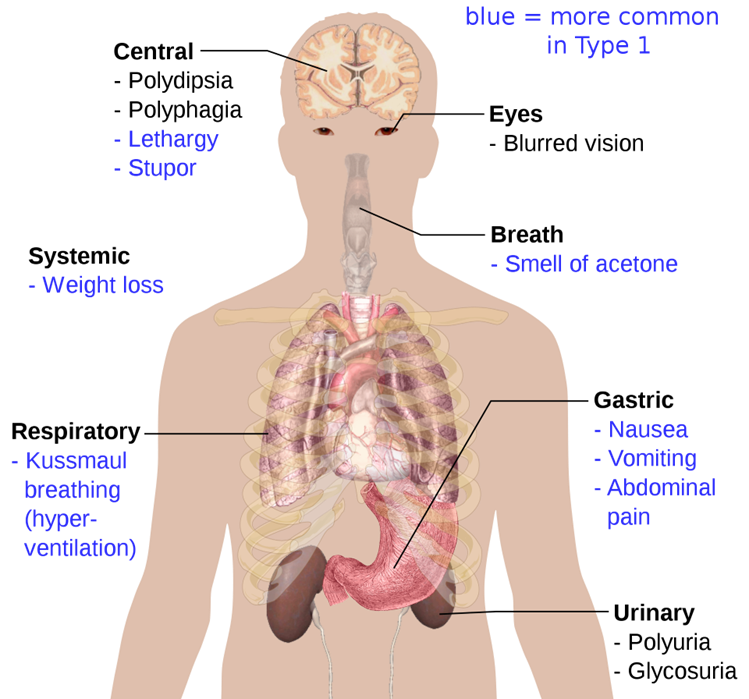 blue = more common
in Type 1
Central
- Polydipsia
- Polyphagia
- Lethargy
- Stupor
Eyes
- Blurred vision
Breath
- Smell of acetone
Systemic
- Weight loss
Gastric
- Nausea
- Vomiting
- Abdominal
pain
Respiratory
- Kussmaul
breathing
(hyper-
ventilation)
Urinary
- Polyuria
- Glycosuria